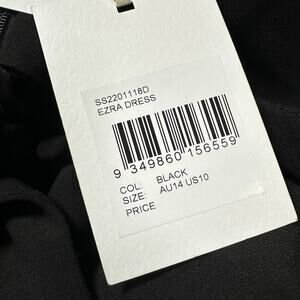 SS2201118D
EZRA DRESS
9 349860 156559
COL: BLACK
SIZE: AU14 US10
PRICE